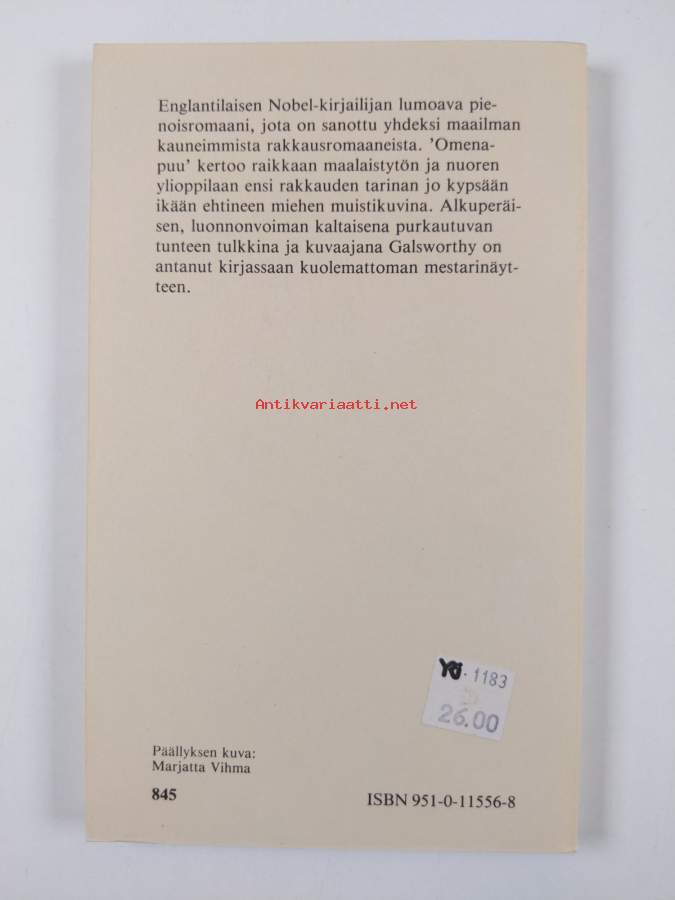 Englantilaisen Nobel-kirjailijan lumoava pie-
noisromaani, jota on sanottu yhdeksi maailman
kauneimmista rakkausromaaneista. 'Omena-
puu' kertoo raikkaan maalaistytön ja nuoren
ylioppilaan ensi rakkauden tarinan jo kypsään
ikään ehtineen miehen muistikuvina. Alkuperäi-
sen, luonnonvoiman kaltaisena purkautuvan
tunteen tulkkina ja kuvaajana Galsworthy on
antanut kirjassaan kuolemattoman mestarinäyt-
teen.
Antikvariaatti.net
1183
26.00
Päällyksen kuva:
Marjatta Vihma
845
ISBN 951-0-11556-8